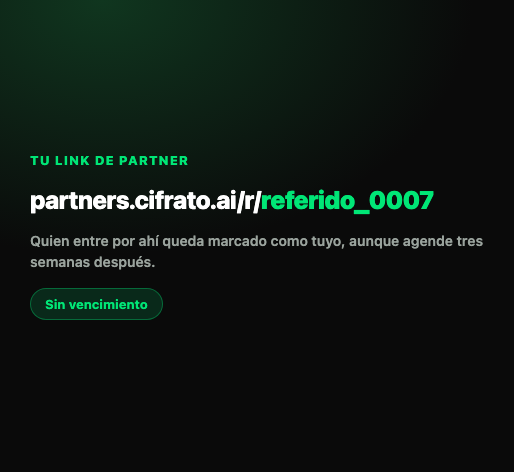 TU LINK DE PARTNER
partners.cifrato.ai/r/referido_0007
Quien entre por ahí queda marcado como tuyo, aunque agende tres
semanas después.
Sin vencimiento